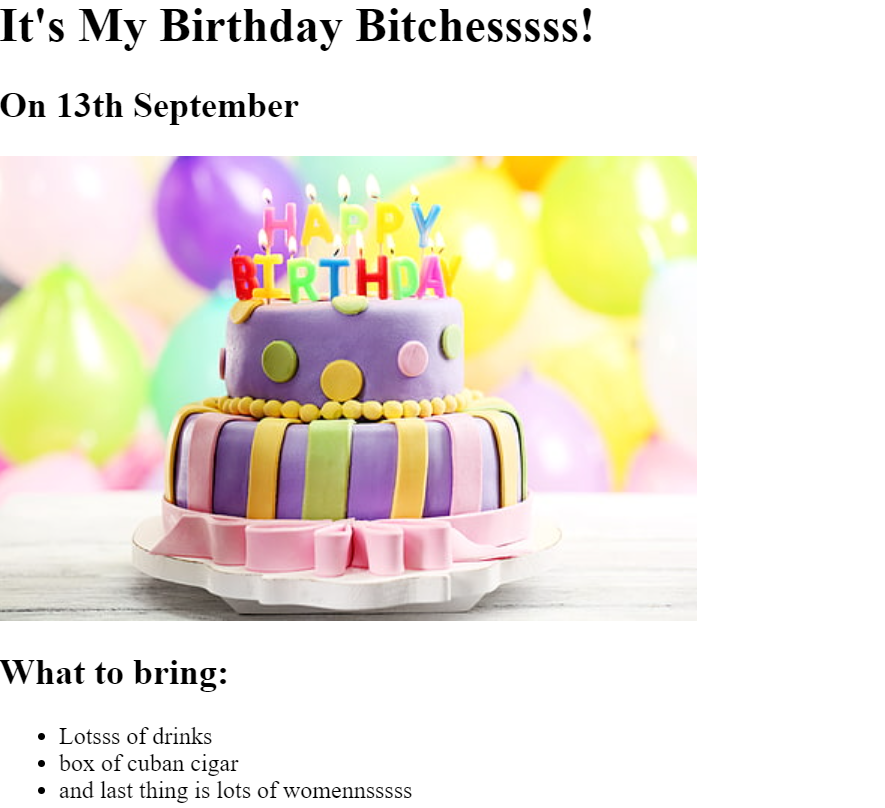 It's My Birthday Bitchesssss!
On 13th September
HAPPY
BIRTHDAY
What to bring:
Lotsss of drinks
box of cuban cigar
and last thing is lots of womennsssss